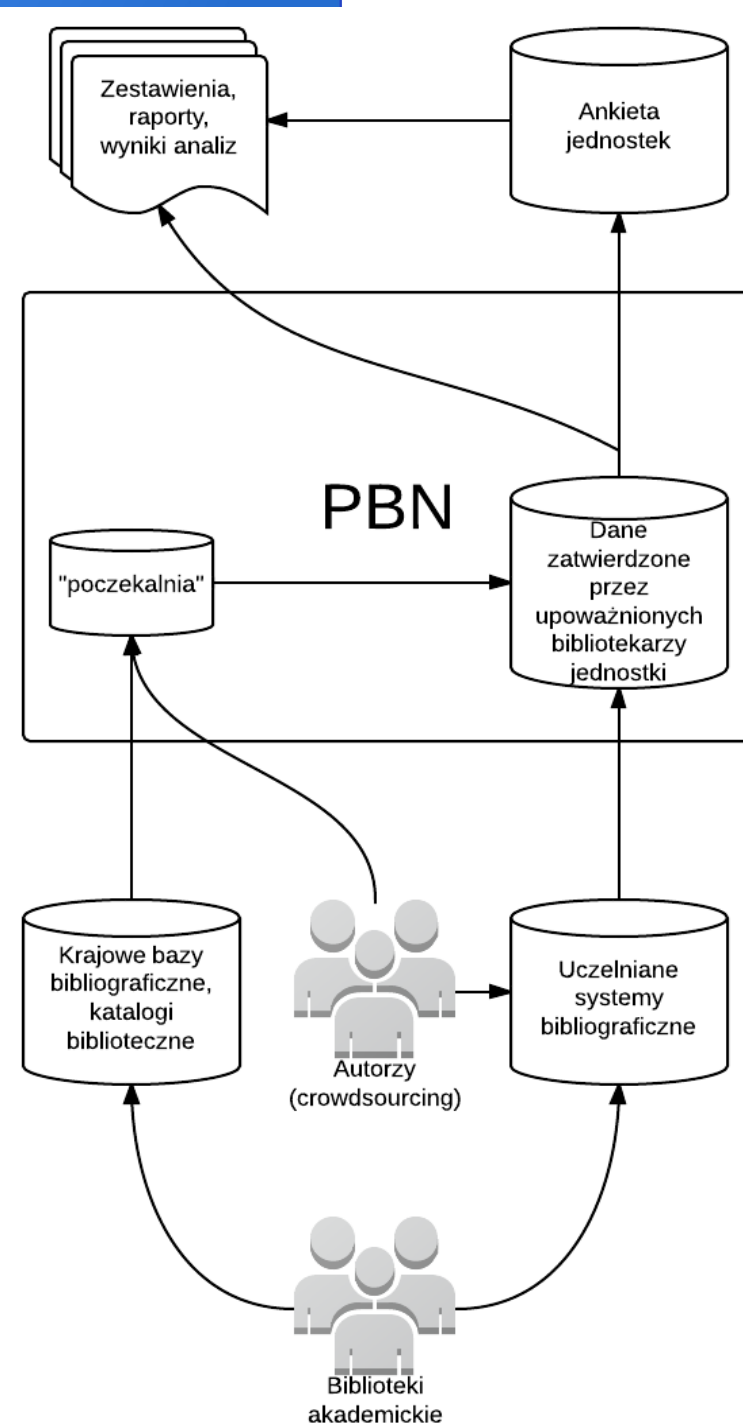 Zestawienia,
raporty,
wyniki analiz
Ankieta
jednostek
PBN
"poczekalnia"
Dane
zatwierdzone
przez
upoważnionych
bibliotekarzy
jednostki
Krajowe bazy
bibliograficzne,
katalogi
biblioteczne
Autorzy
(crowdsourcing)
Uczelniane
systemy
bibliograficzne
Biblioteki
akademickie